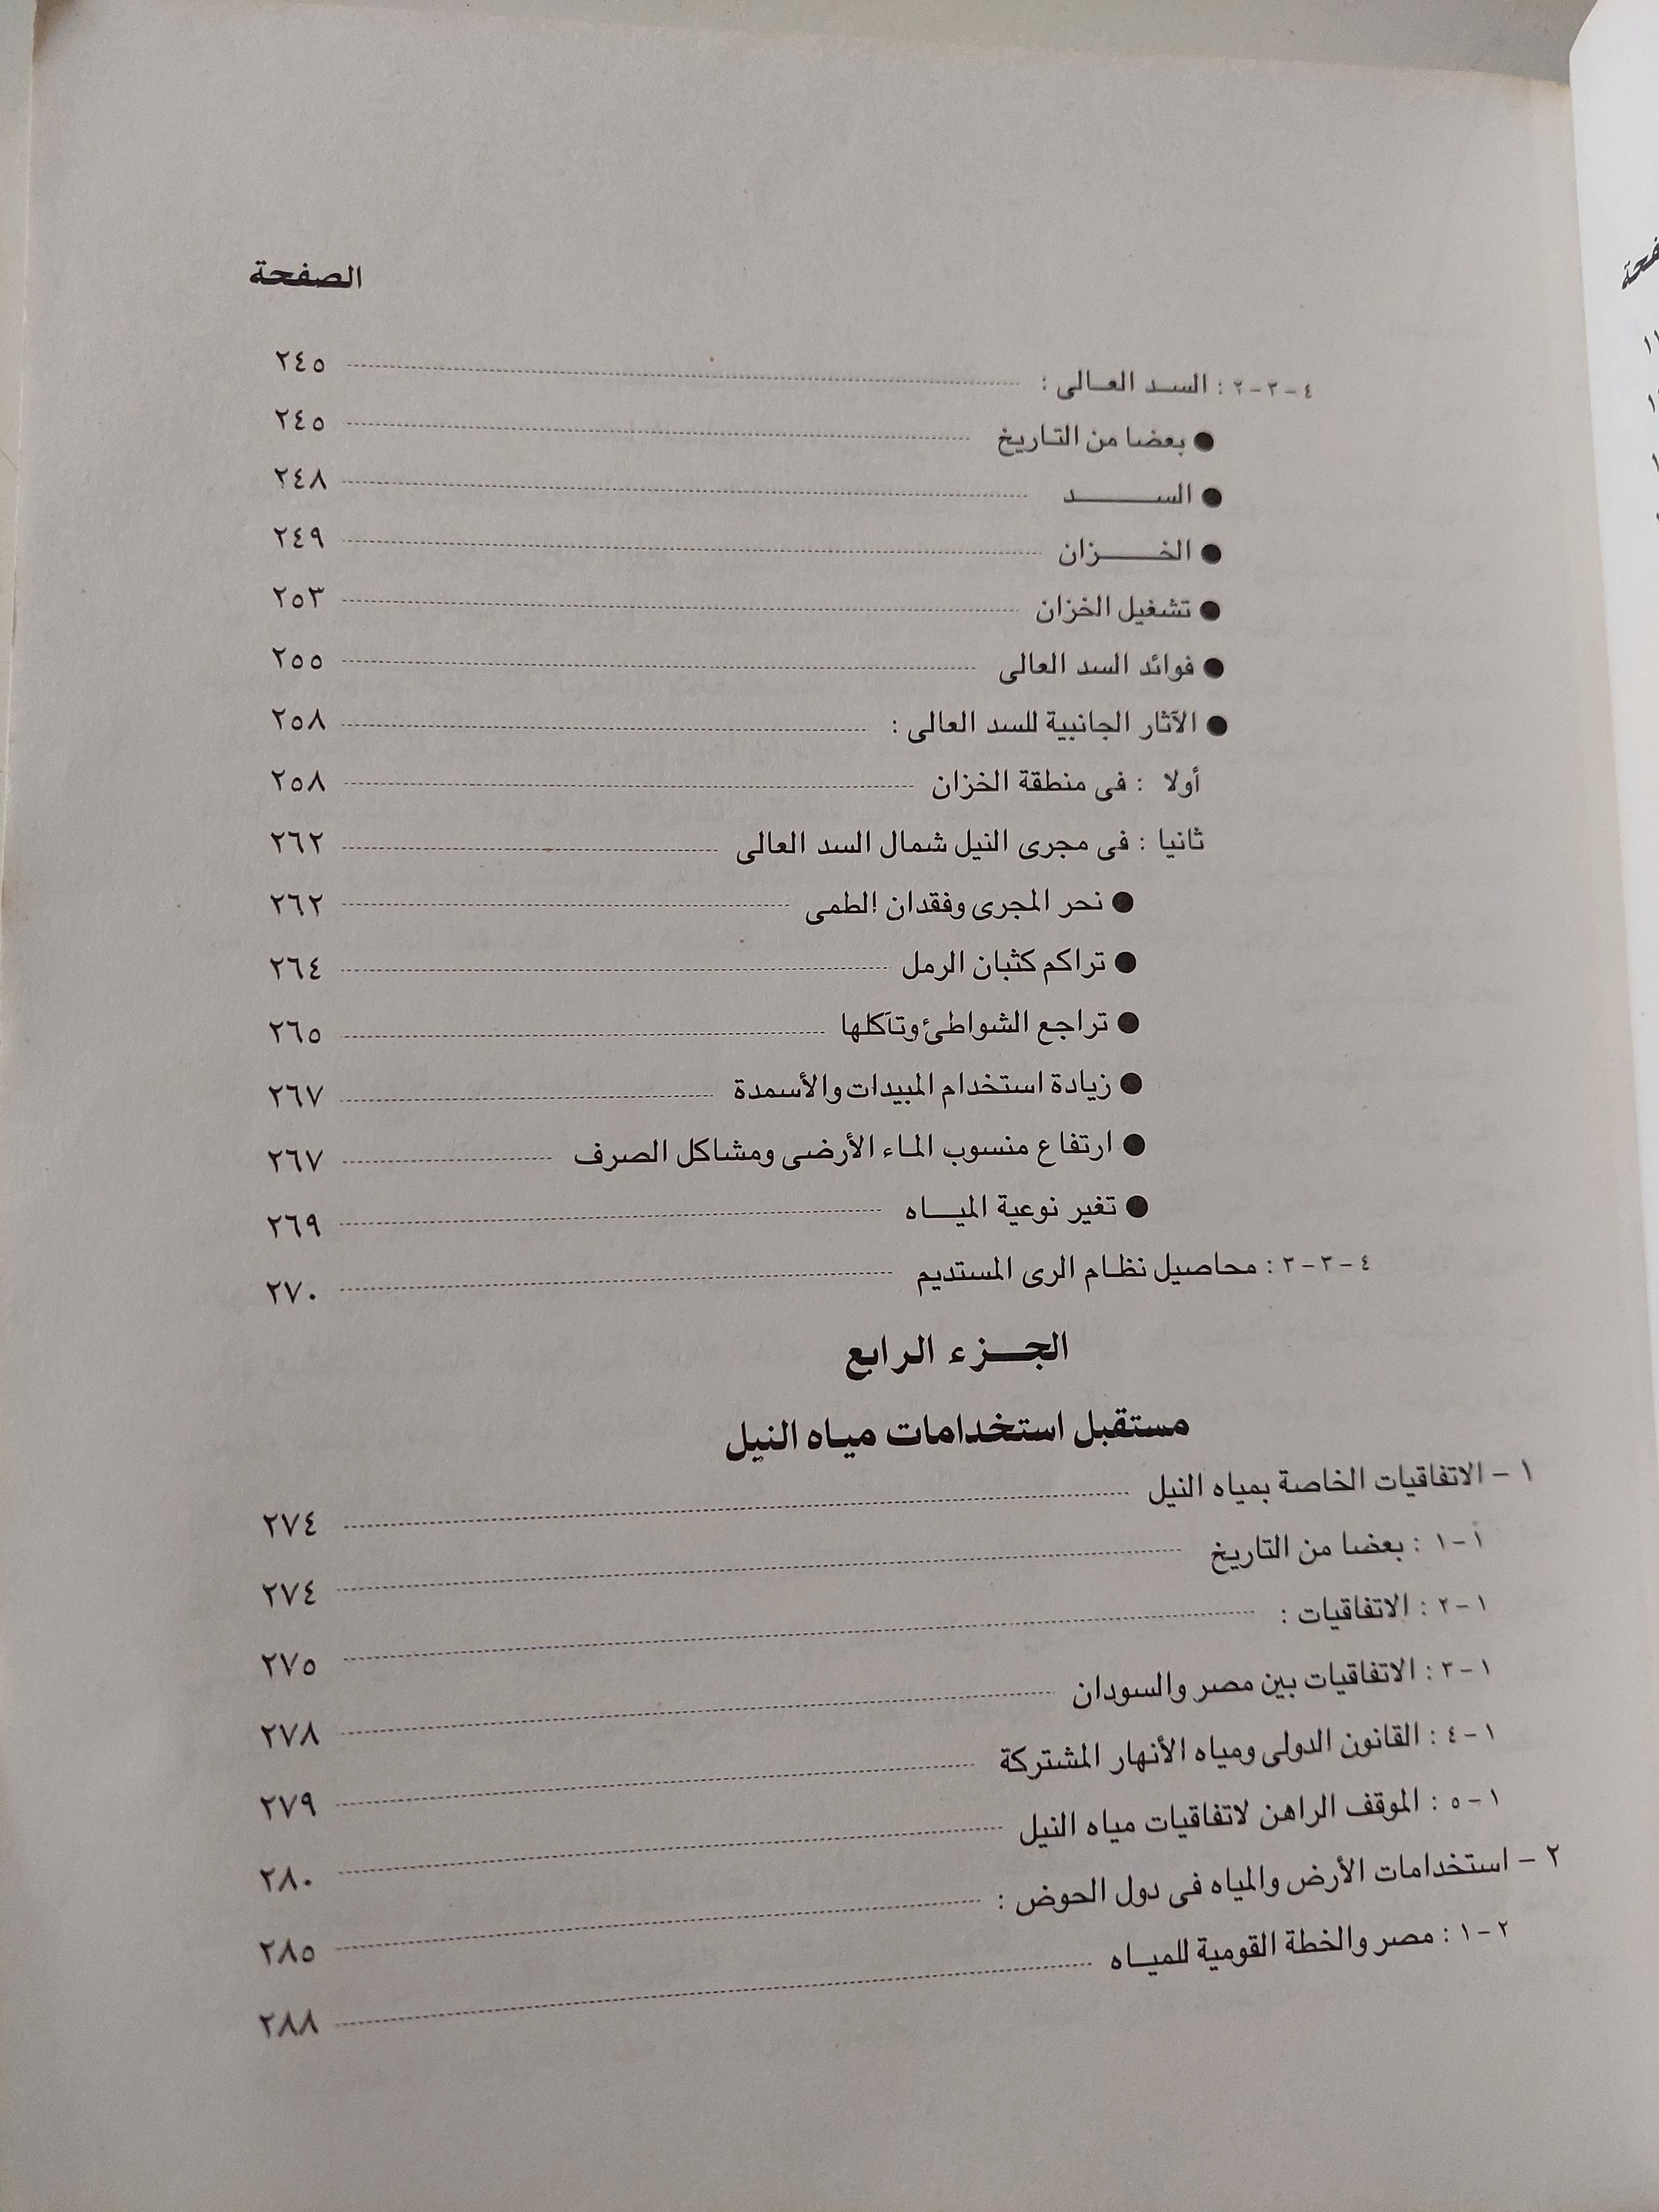 الصفحة
٤-٣-٢ : السد العالى : ٢٤٥
● بعضا من التاريخ ٢٤٥
● الســــــد ٢٤٨
● الخــــزان ٢٤٩
● تشغيل الخزان ٢٥٣
● فوائد السد العالى ٢٥٥
● الآثار الجانبية للسد العالى : ٢٥٨
أولا : فى منطقة الخزان ٢٥٨
ثانيا : فى مجرى النيل شمال السد العالى ٢٦٢
● نحر المجرى وفقدان الطمى ٢٦٢
● تراكم كثبان الرمل ٢٦٤
● تراجع الشواطئ وتآكلها ٢٦٥
● زيادة استخدام المبيدات والأسمدة ٢٦٧
● ارتفاع منسوب الماء الأرضى ومشاكل الصرف ٢٦٧
● تغير نوعية الميـــاه ٢٦٩
٤-٣-٣ : محاصيل نظام الرى المستديم ٢٧٠
الجـــزء الرابع
مستقبل استخدامات مياه النيل
١ - الاتفاقيات الخاصة بمياه النيل ٢٧٤
١-١ : بعضا من التاريخ ٢٧٤
١-٢ : الاتفاقيات : ٢٧٥
١-٣ : الاتفاقيات بين مصر والسودان ٢٧٨
١-٤ : القانون الدولى ومياه الأنهار المشتركة ٢٧٩
١-٥ : الموقف الراهن لاتفاقيات مياه النيل ٢٨٠
٢ - استخدامات الأرض والمياه فى دول الحوض : ٢٨٥
٢-١ : مصر والخطة القومية للميـاه ٢٨٨